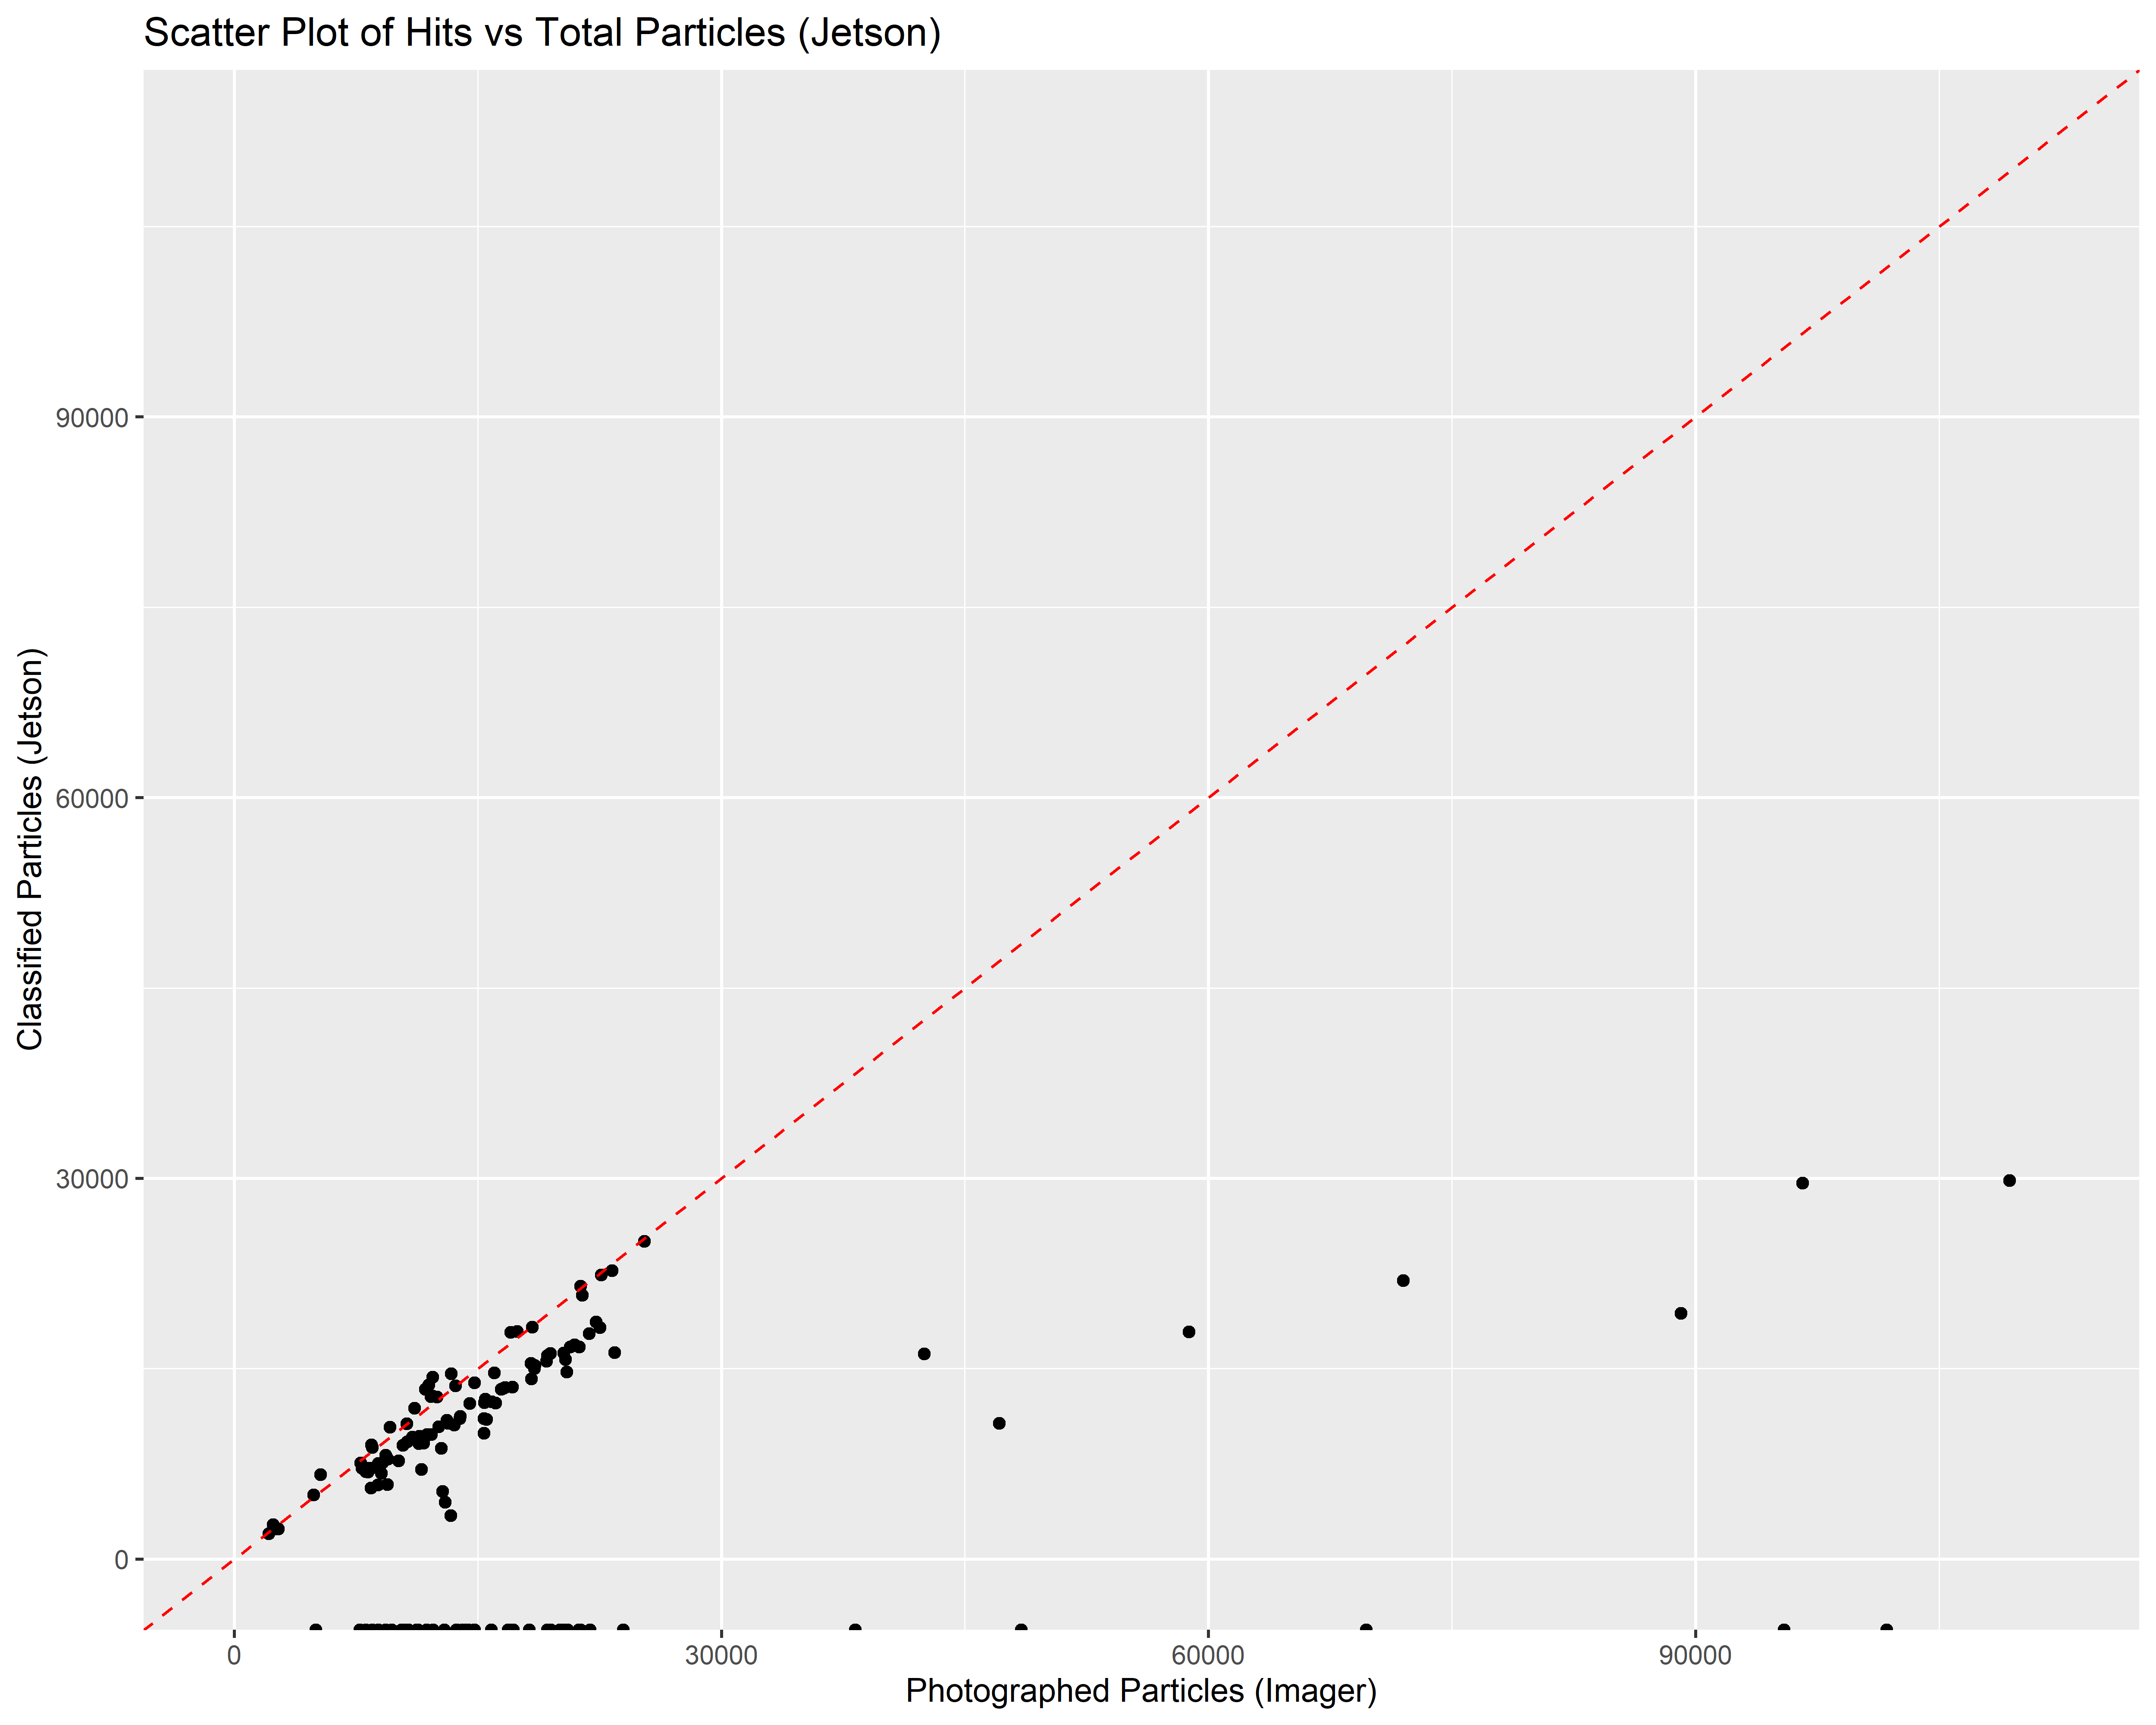 Scatter Plot of Hits vs Total Particles (Jetson)
Classified Particles (Jetson)
90000
60000
30000
0
0 30000 60000 90000
Photographed Particles (Imager)